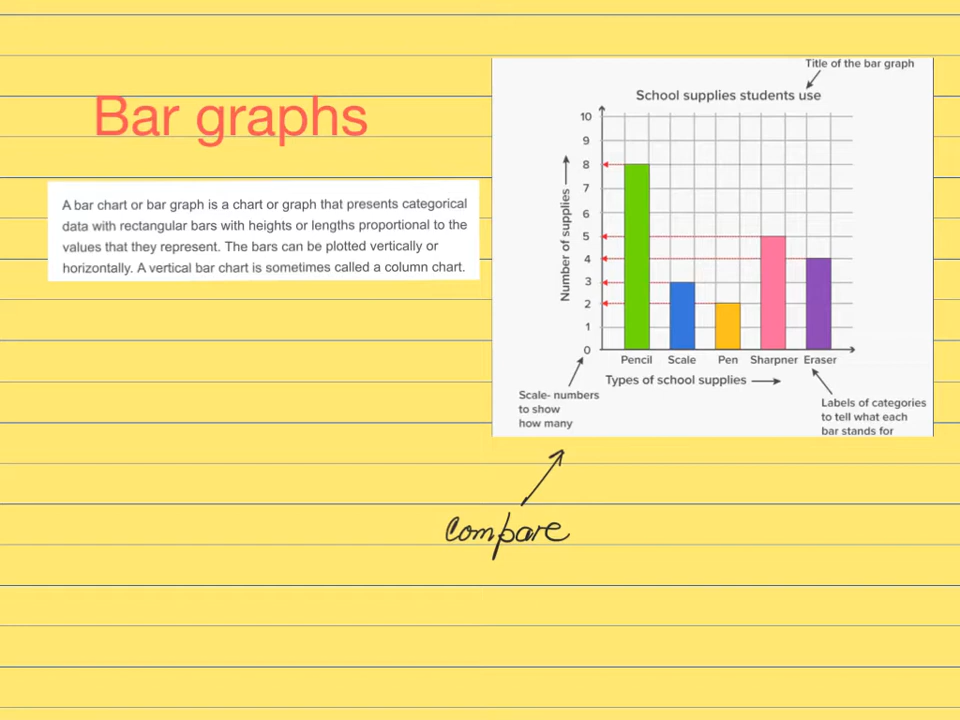 Bar graphs
A bar chart or bar graph is a chart or graph that presents categorical
data with rectangular bars with heights or lengths proportional to the
values that they represent. The bars can be plotted vertically or
horizontally. A vertical bar chart is sometimes called a column chart.
Title of the bar graph
School supplies students use
Number of supplies
10
9
8
7
6
5
4
3
2
1
0
Pencil Scale Pen Sharpner Eraser
Types of school supplies
Scale- numbers
to show
how many
Labels of categories
to tell what each
bar stands for
compare